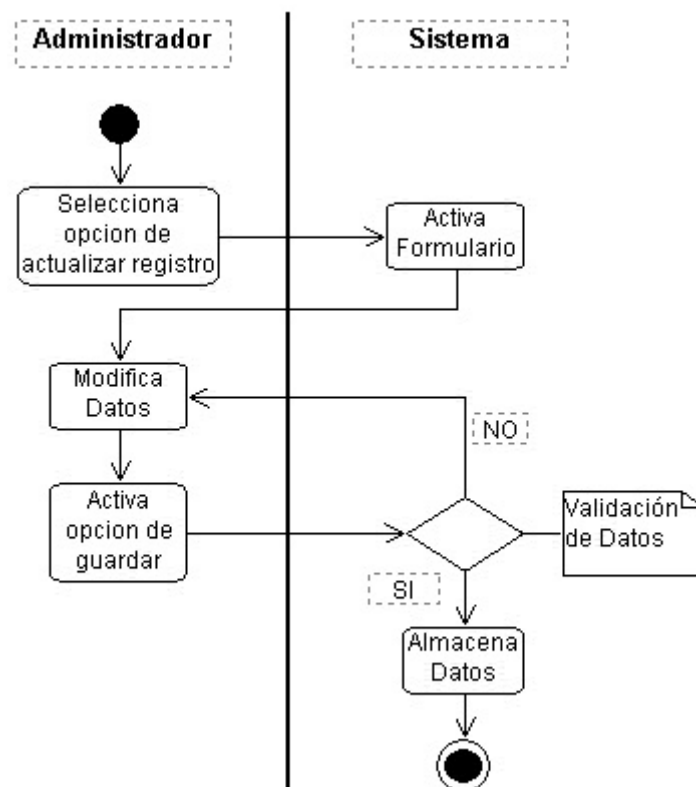 Administrador
Sistema
Selecciona
opcion de
actualizar registro
Activa
Formulario
Modifica
Datos
NO
Activa
opcion de
guardar
Validación
de Datos
SI
Almacena
Datos